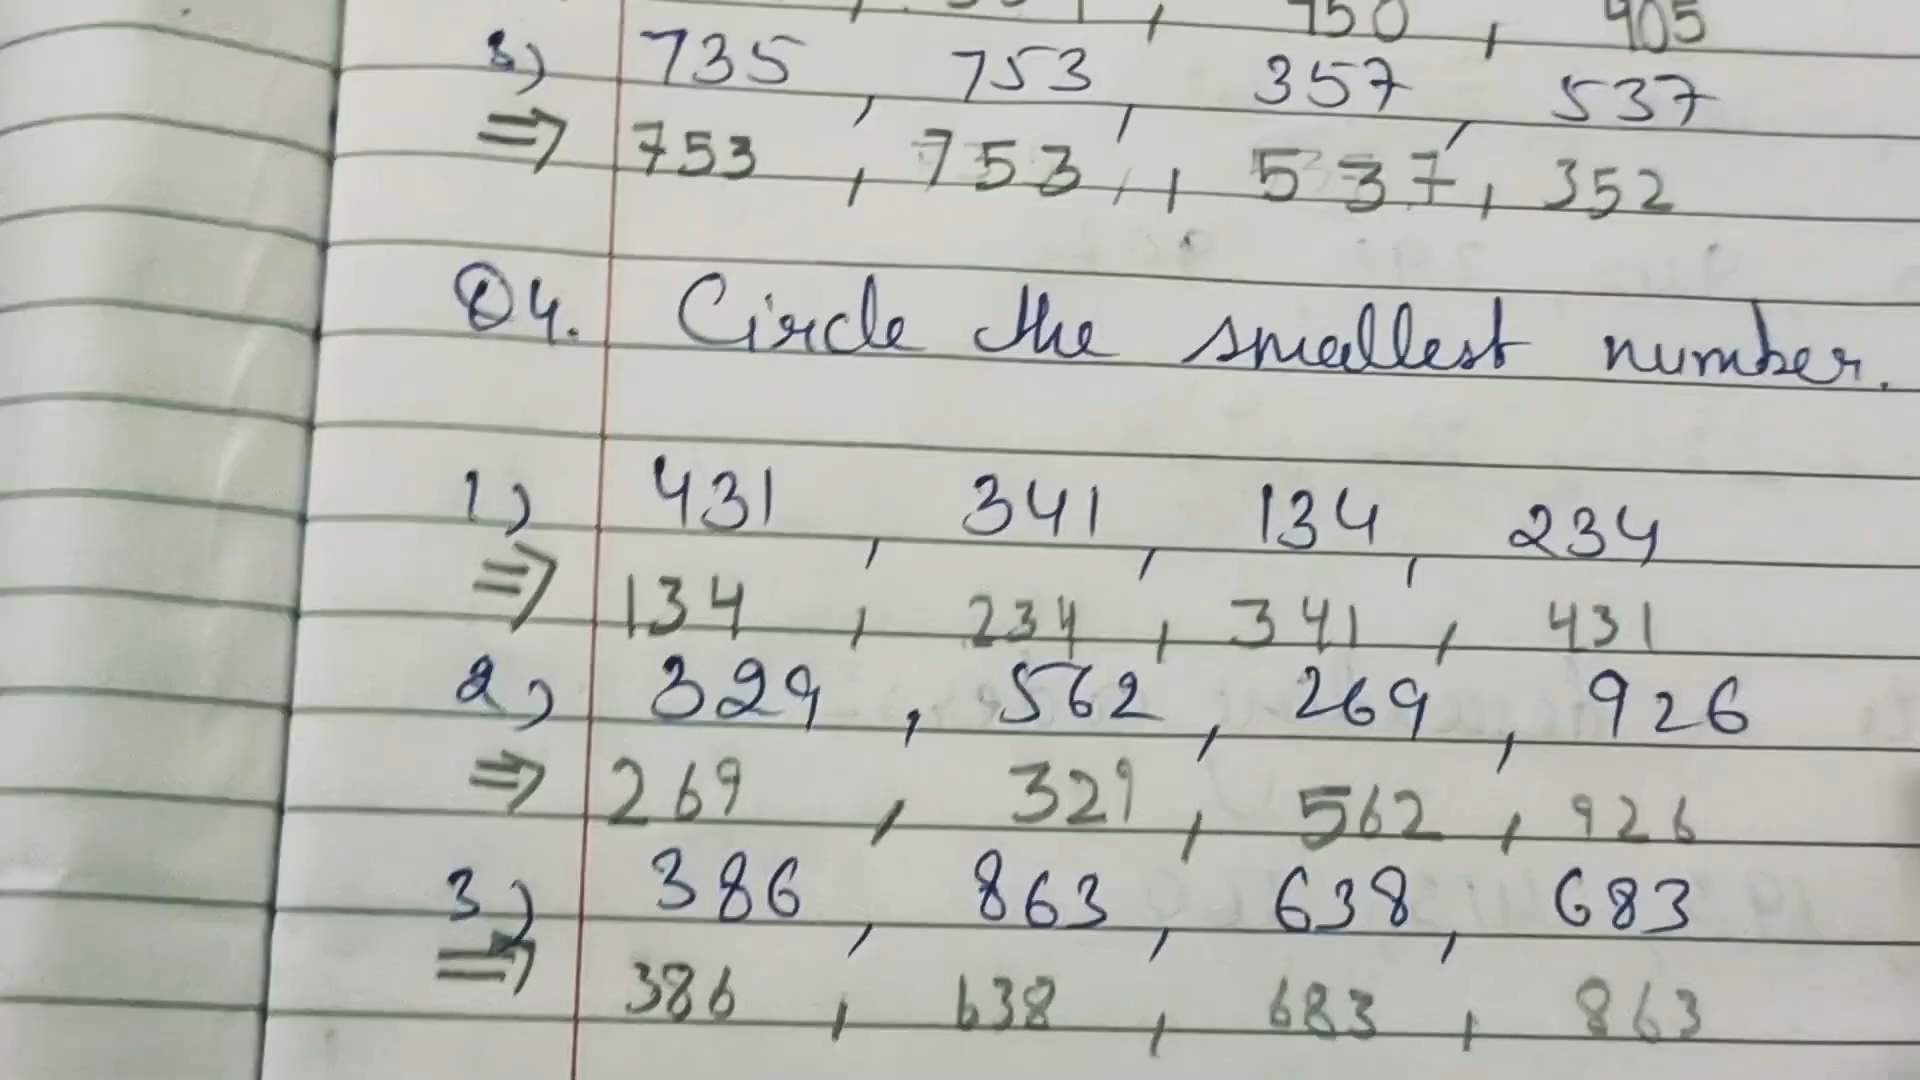 750 , 905
3) 735 , 753 , 357 , 537
⇒ 753 , 753 , 537 , 352
Q4. Circle the smallest number.
1) 431 , 341 , 134 , 234
⇒ 134 , 234 , 341 , 431
2) 329 , 562 , 269 , 926
⇒ 269 , 329 , 562 , 926
3) 386 , 863 , 638 , 683
⇒ 386 , 638 , 683 , 863